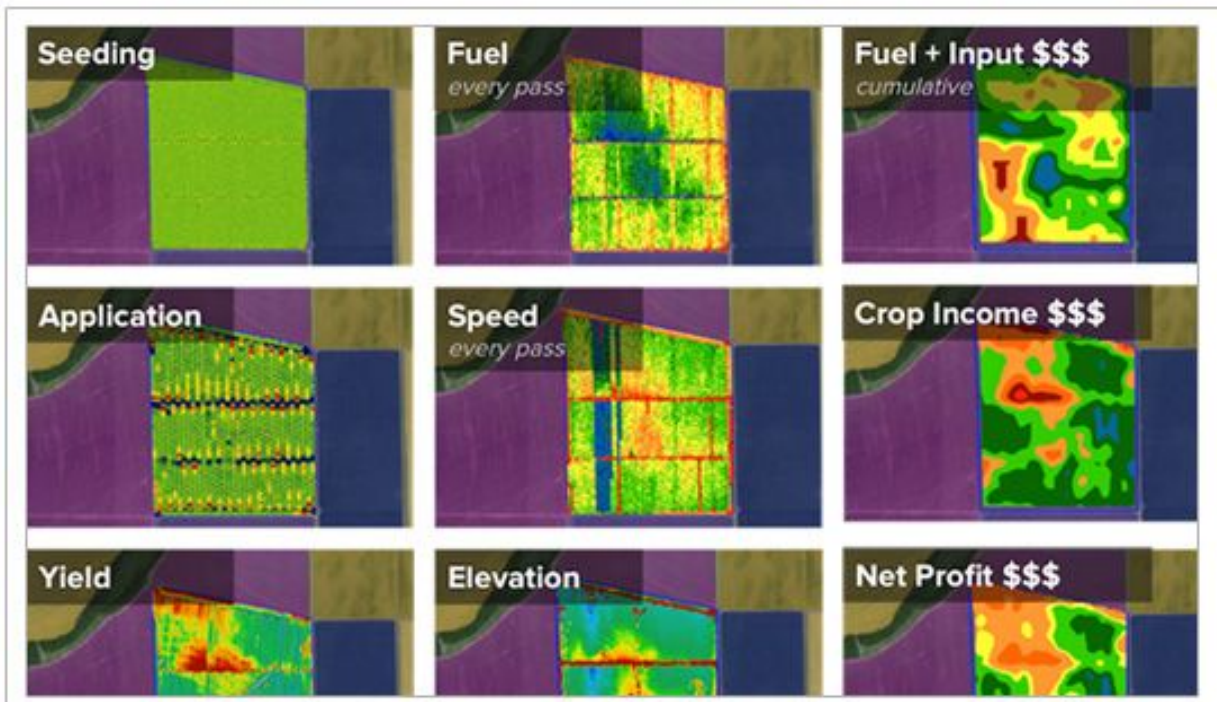 Seeding
Fuel
every pass
Fuel + Input $$$
cumulative
Application
Speed
every pass
Crop Income $$$
Yield
Elevation
Net Profit $$$